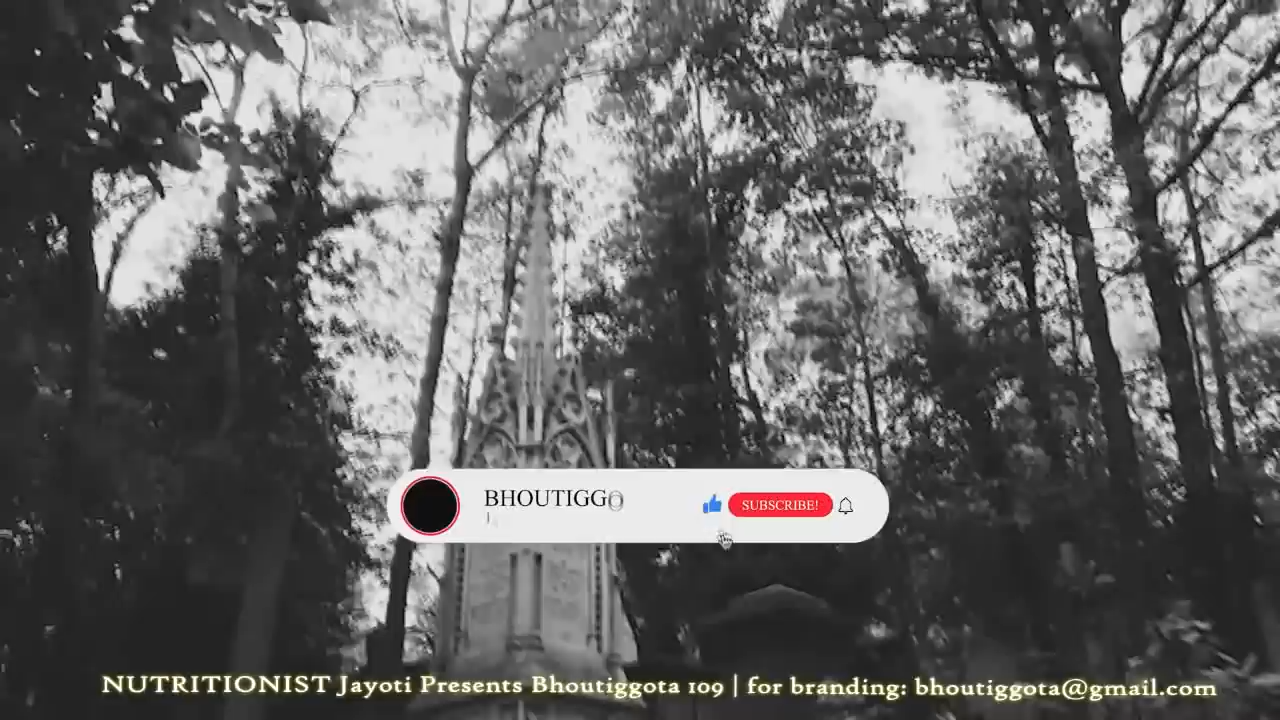 BHOUTIGGO
SUBSCRIBE!
NUTRITIONIST Jayoti Presents Bhoutiggota 109 | for branding: bhoutiggota@gmail.com